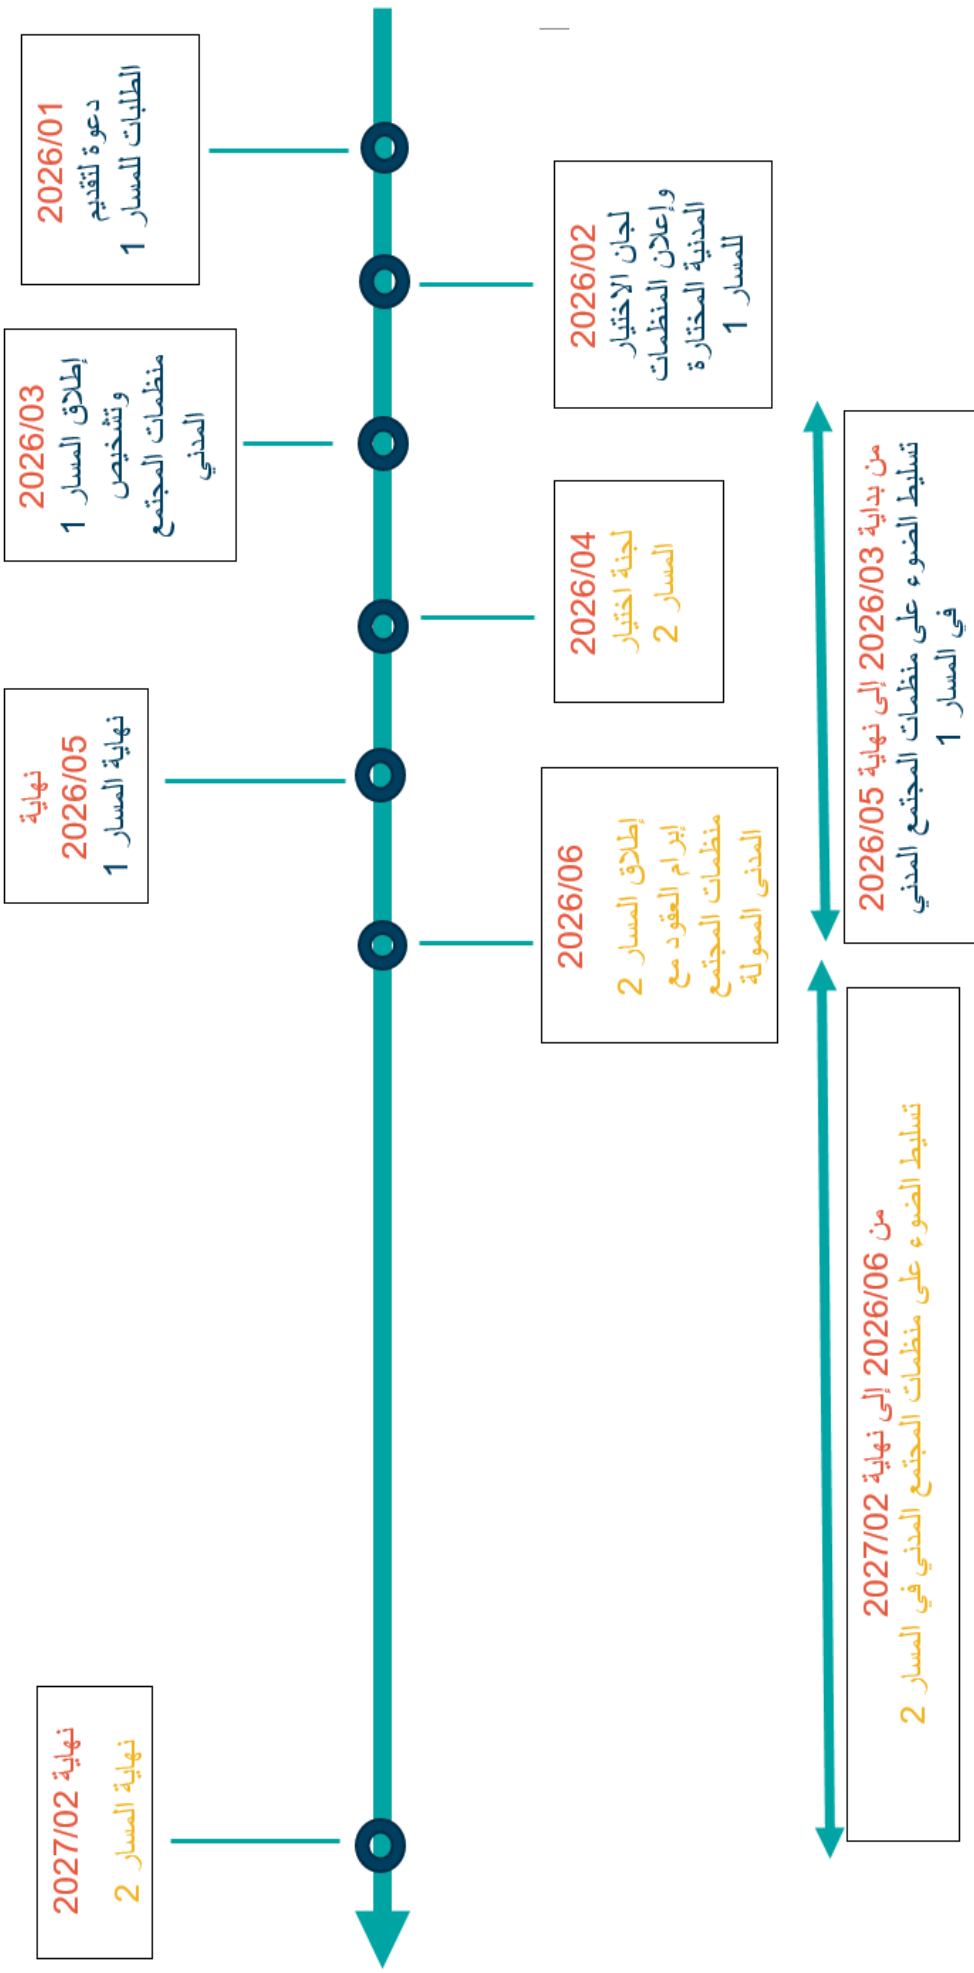 2026/01
دعوة لتقديم
الطلبات للمسار 1
2026/02
لجان الاختيار
وإعلان المنظمات
المدنية المختارة
للمسار 1
2026/03
إطلاق المسار 1
وتشخيص
منظمات المجتمع
المدني
2026/04
لجنة اختيار
المسار 2
نهاية
2026/05
نهاية المسار 1
2026/06
إطلاق المسار 2
إبرام العقود مع
منظمات المجتمع
المدني الممولة
نهاية 2027/02
نهاية المسار 2
من بداية 2026/03 إلى نهاية 2026/05
تسليط الضوء على منظمات المجتمع المدني
في المسار 1
من 2026/06 إلى نهاية 2027/02
تسليط الضوء على منظمات المجتمع المدني في المسار 2